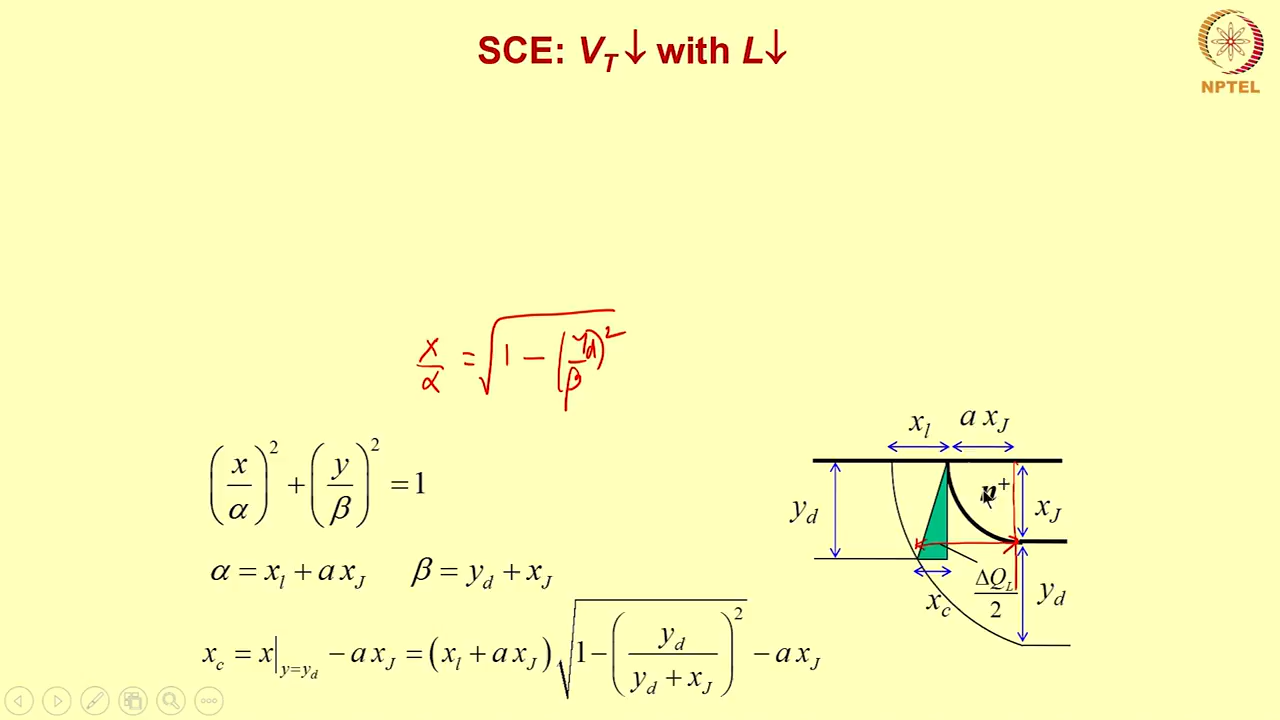 SCE: V_T ↓ with L↓
NPTEL
x/α = √(1 − (y_d/β)²)
(x/α)² + (y/β)² = 1
α = x_l + a x_J β = y_d + x_J
x_c = x|_{y=y_d} − a x_J = (x_l + a x_J) √(1 − (y_d/(y_d + x_J))²) − a x_J
x_l a x_J
y_d n⁺ x_J
x_c ΔQ_L/2 y_d